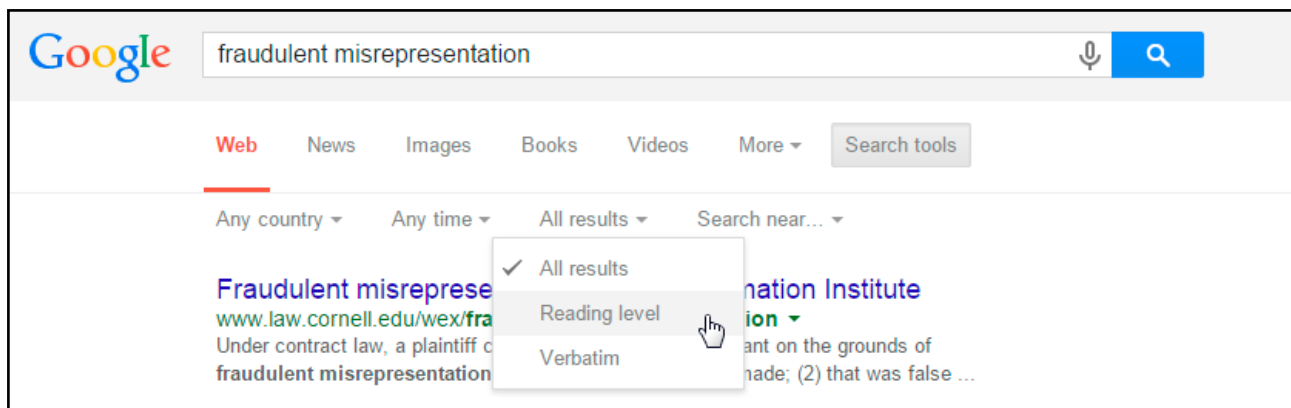 Google fraudulent misrepresentation
Web News Images Books Videos More Search tools
Any country Any time All results Search near...
All results
Reading level
Verbatim
Fraudulent misreprese mation Institute
www.law.cornell.edu/wex/fra ion
Under contract law, a plaintiff c ant on the grounds of
fraudulent misrepresentation nade; (2) that was false ...